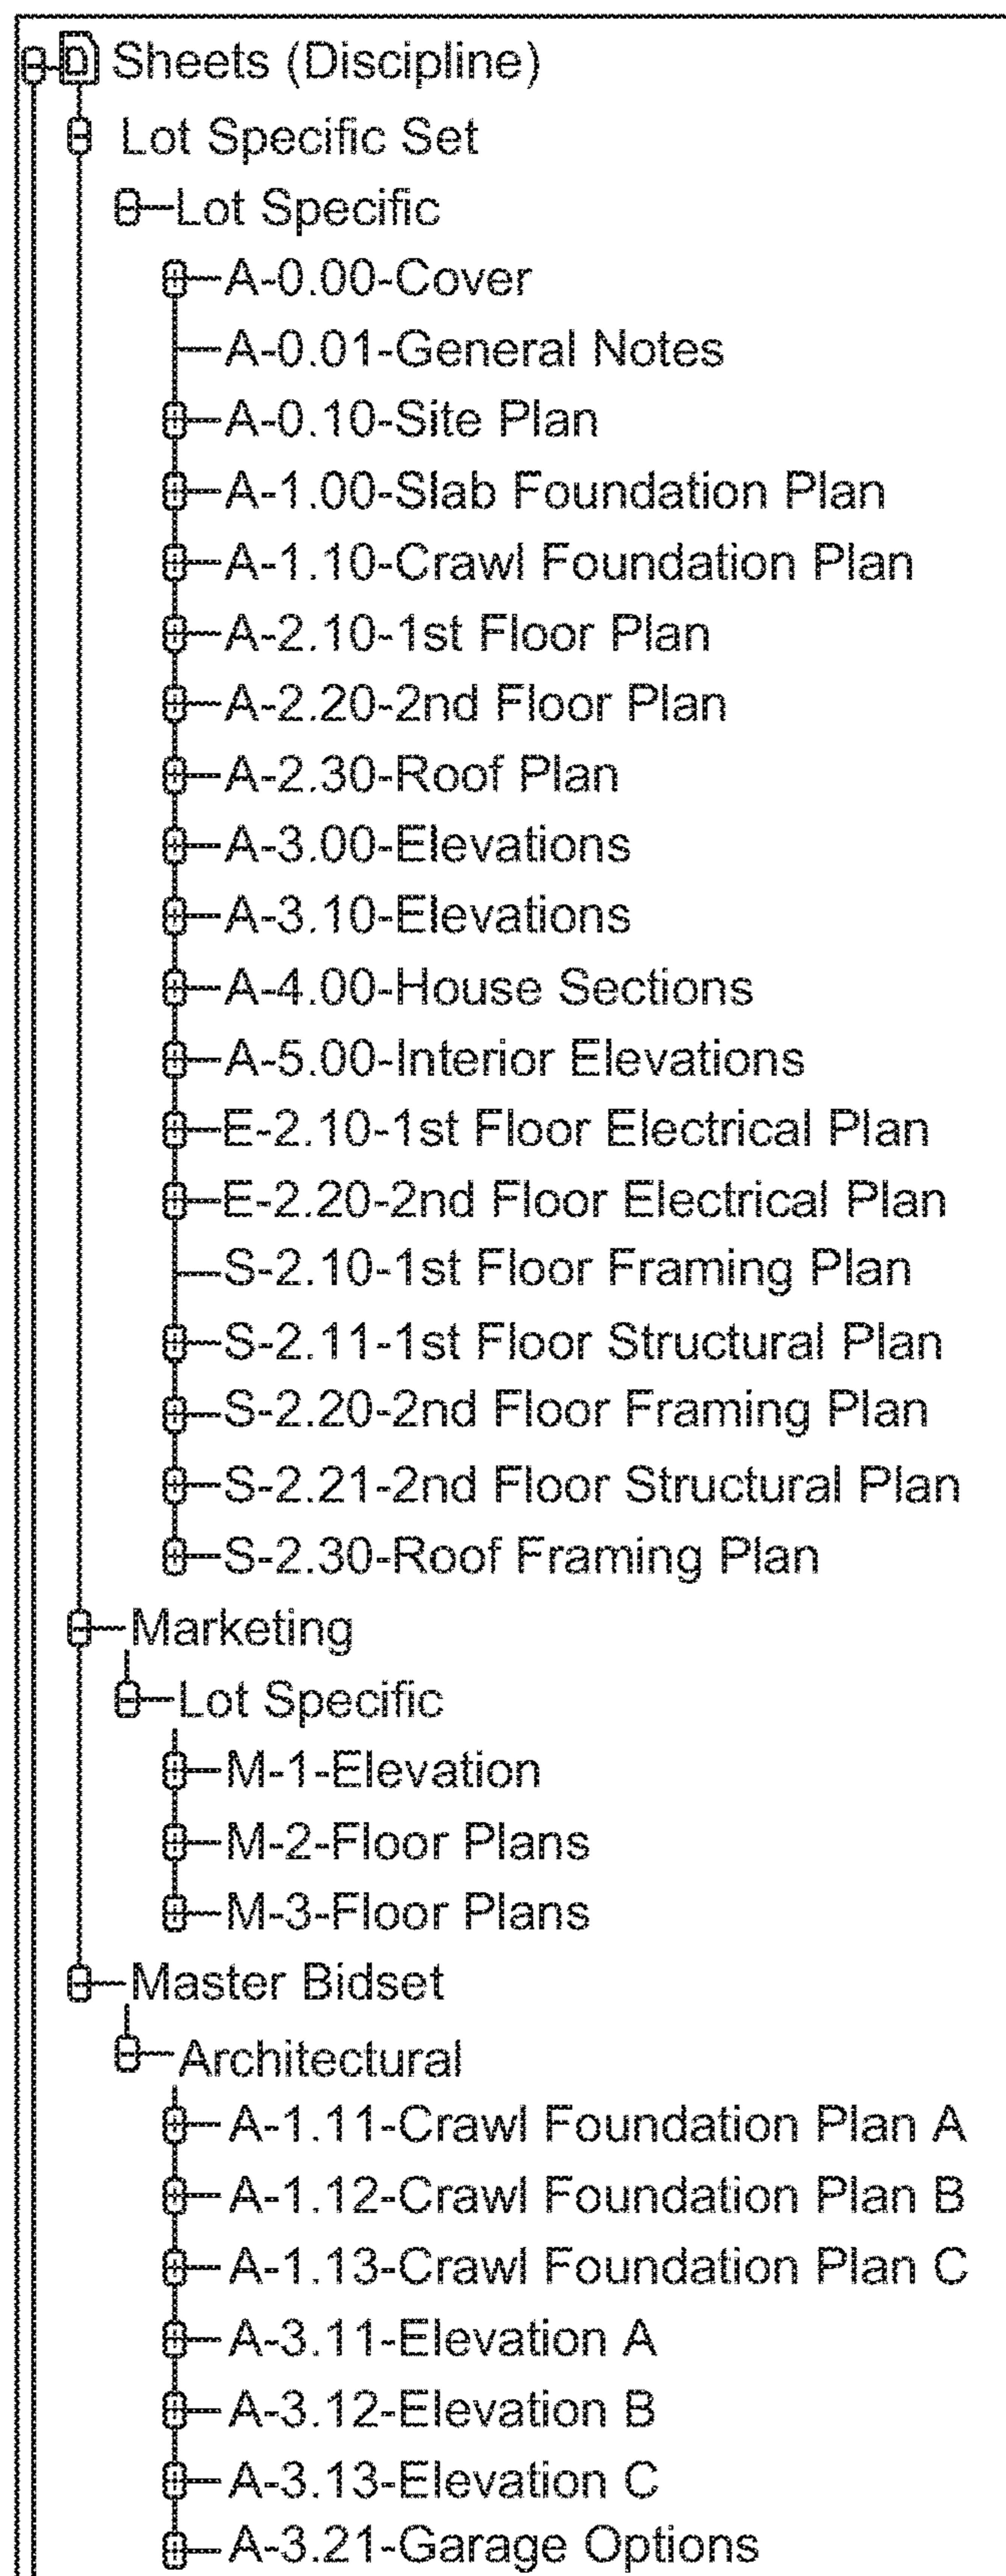 Sheets (Discipline)
Lot Specific Set
Lot Specific
A-0.00-Cover
A-0.01-General Notes
A-0.10-Site Plan
A-1.00-Slab Foundation Plan
A-1.10-Crawl Foundation Plan
A-2.10-1st Floor Plan
A-2.20-2nd Floor Plan
A-2.30-Roof Plan
A-3.00-Elevations
A-3.10-Elevations
A-4.00-House Sections
A-5.00-Interior Elevations
E-2.10-1st Floor Electrical Plan
E-2.20-2nd Floor Electrical Plan
S-2.10-1st Floor Framing Plan
S-2.11-1st Floor Structural Plan
S-2.20-2nd Floor Framing Plan
S-2.21-2nd Floor Structural Plan
S-2.30-Roof Framing Plan
Marketing
Lot Specific
M-1-Elevation
M-2-Floor Plans
M-3-Floor Plans
Master Bidset
Architectural
A-1.11-Crawl Foundation Plan A
A-1.12-Crawl Foundation Plan B
A-1.13-Crawl Foundation Plan C
A-3.11-Elevation A
A-3.12-Elevation B
A-3.13-Elevation C
A-3.21-Garage Options